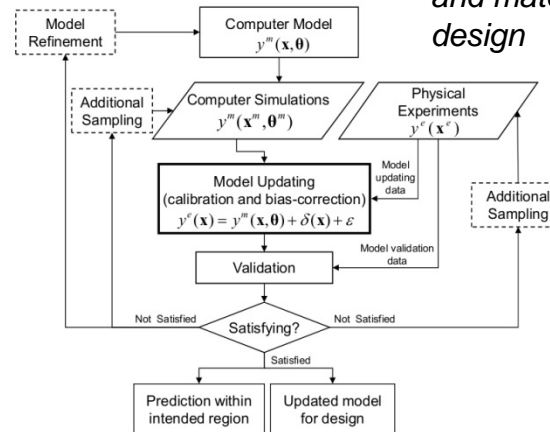 and mate
design
Model
Refinement
Computer Model
y^m(x,θ)
Additional
Sampling
Computer Simulations
y^m(x^m,θ^m)
Physical
Experiments
y^e(x^e)
Model Updating
(calibration and bias-correction)
y^e(x) = y^m(x,θ) + δ(x) + ε
Model
updating
data
Additional
Sampling
Validation
Model validation
data
Not Satisfied
Satisfying?
Not Satisfied
Satisfied
Prediction within
intended region
Updated model
for design